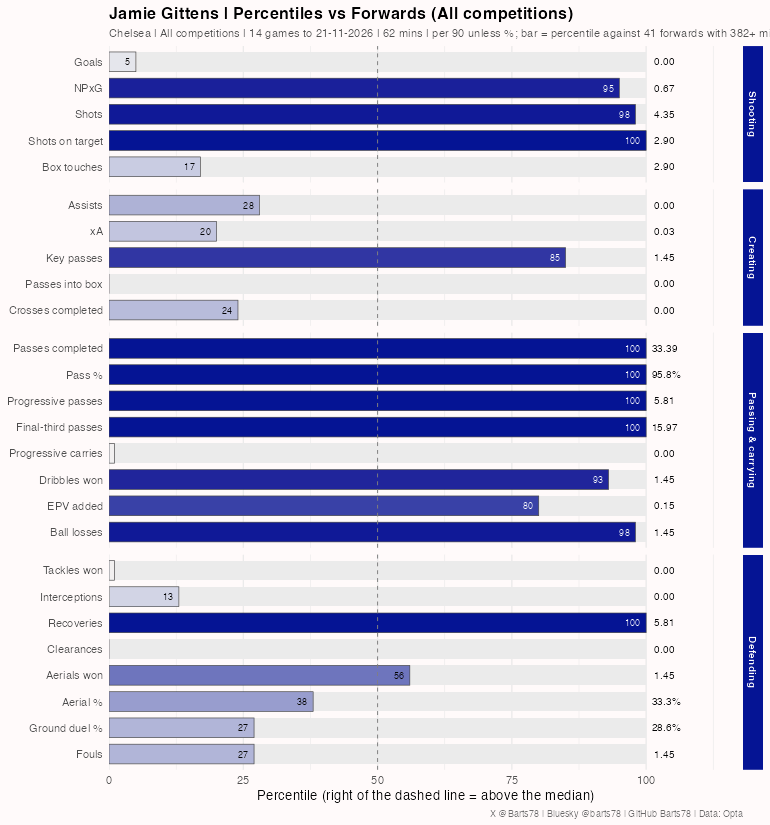 Jamie Gittens | Percentiles vs Forwards (All competitions)
Chelsea | All competitions | 14 games to 21-11-2026 | 62 mins | per 90 unless %; bar = percentile against 41 forwards with 382+ mi
Goals 5 0.00
NPxG 95 0.67
Shots 98 4.35
Shots on target 100 2.90
Box touches 17 2.90
Shooting
Assists 28 0.00
xA 20 0.03
Key passes 85 1.45
Passes into box 0.00
Crosses completed 24 0.00
Creating
Passes completed 100 33.39
Pass % 100 95.8%
Progressive passes 100 5.81
Final-third passes 100 15.97
Progressive carries 0.00
Dribbles won 93 1.45
EPV added 80 0.15
Ball losses 98 1.45
Passing & carrying
Tackles won 0.00
Interceptions 13 0.00
Recoveries 100 5.81
Clearances 0.00
Aerials won 56 1.45
Aerial % 38 33.3%
Ground duel % 27 28.6%
Fouls 27 1.45
Defending
0 25 50 75 100
Percentile (right of the dashed line = above the median)
X @Barts78 | Bluesky @barts78 | GitHub Barts78 | Data: Opta